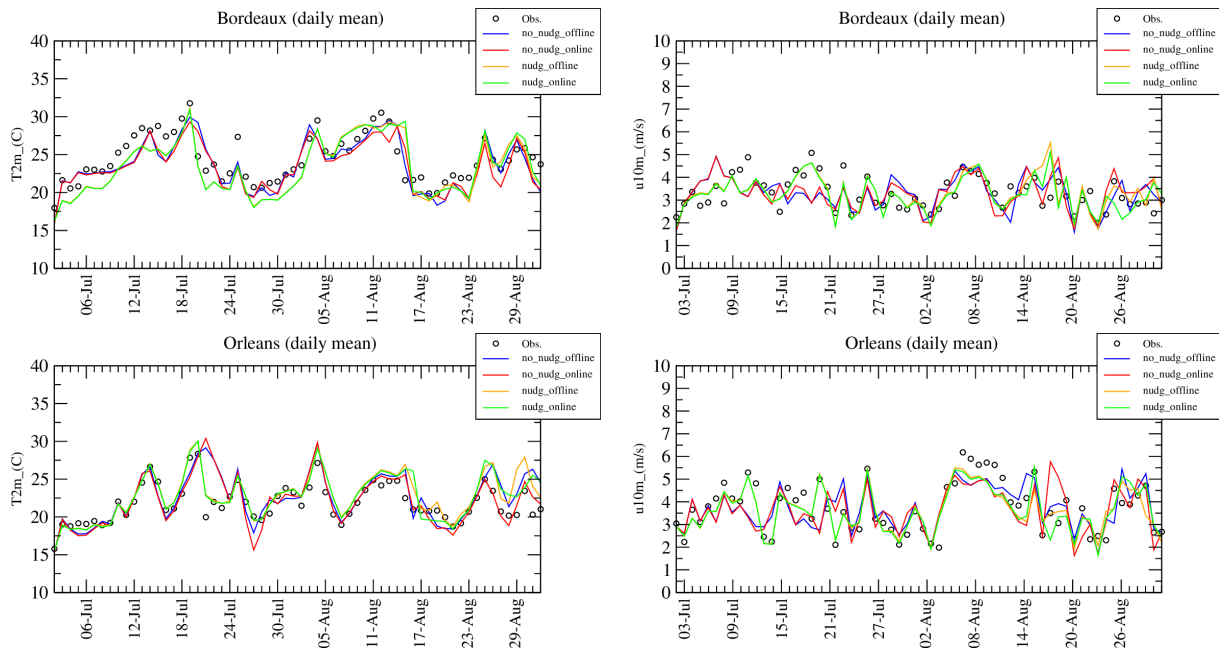 Bordeaux (daily mean)
Obs.
no_nudg_offline
no_nudg_online
nudg_offline
nudg_online
T2m_(C)
40
35
30
25
20
15
10
06-Jul
12-Jul
18-Jul
24-Jul
30-Jul
05-Aug
11-Aug
17-Aug
23-Aug
29-Aug
Bordeaux (daily mean)
Obs.
no_nudg_offline
no_nudg_online
nudg_offline
nudg_online
u10m_(m/s)
10
9
8
7
6
5
4
3
2
1
0
03-Jul
09-Jul
15-Jul
21-Jul
27-Jul
02-Aug
08-Aug
14-Aug
20-Aug
26-Aug
Orleans (daily mean)
Obs.
no_nudg_offline
no_nudg_online
nudg_offline
nudg_online
T2m_(C)
40
35
30
25
20
15
10
06-Jul
12-Jul
18-Jul
24-Jul
30-Jul
05-Aug
11-Aug
17-Aug
23-Aug
29-Aug
Orleans (daily mean)
Obs.
no_nudg_offline
no_nudg_online
nudg_offline
nudg_online
u10m_(m/s)
10
9
8
7
6
5
4
3
2
1
0
03-Jul
09-Jul
15-Jul
21-Jul
27-Jul
02-Aug
08-Aug
14-Aug
20-Aug
26-Aug